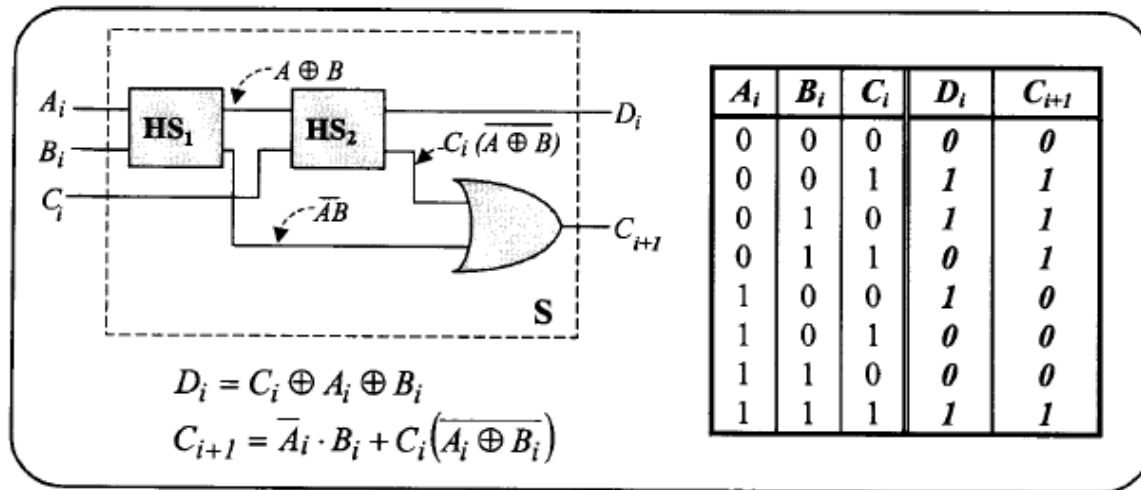 A ⊕ B
A_i
HS₁
HS₂
D_i
B_i
C_i (A̅ ̅⊕̅ ̅B̅)
C_i
A̅B
C_{i+1}
S
D_i = C_i ⊕ A_i ⊕ B_i
C_{i+1} = A̅_i · B_i + C_i(\overline{A_i ⊕ B_i})
A_i B_i C_i D_i C_{i+1}
0 0 0 0 0
0 0 1 1 1
0 1 0 1 1
0 1 1 0 1
1 0 0 1 0
1 0 1 0 0
1 1 0 0 0
1 1 1 1 1